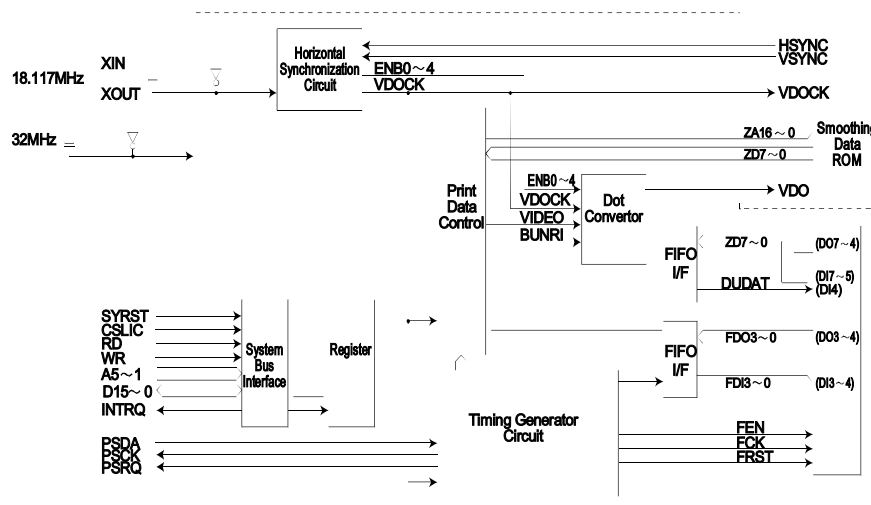 HSYNC
VSYNC
Horizontal
Synchronization
Circuit
XIN
18.117MHz
XOUT
ENB0～4
VDOCK
VDOCK
32MHz
ZA16～0
ZD7～0
Smoothing
Data
ROM
Print
Data
Control
ENB0～4
VDOCK
VIDEO
BUNRI
Dot
Convertor
VDO
FIFO
I/F
ZD7～0
(DO7~4)
DUDAT
(DI7~5)
(DI4)
SYRST
CSLIC
RD
WR
A5～1
D15～0
INTRQ
System
Bus
Interface
Register
FIFO
I/F
FDO3～0
(DO3~4)
FDI3～0
(DI3~4)
Timing Generator
Circuit
FEN
FCK
FRST
PSDA
PSCK
PSRQ